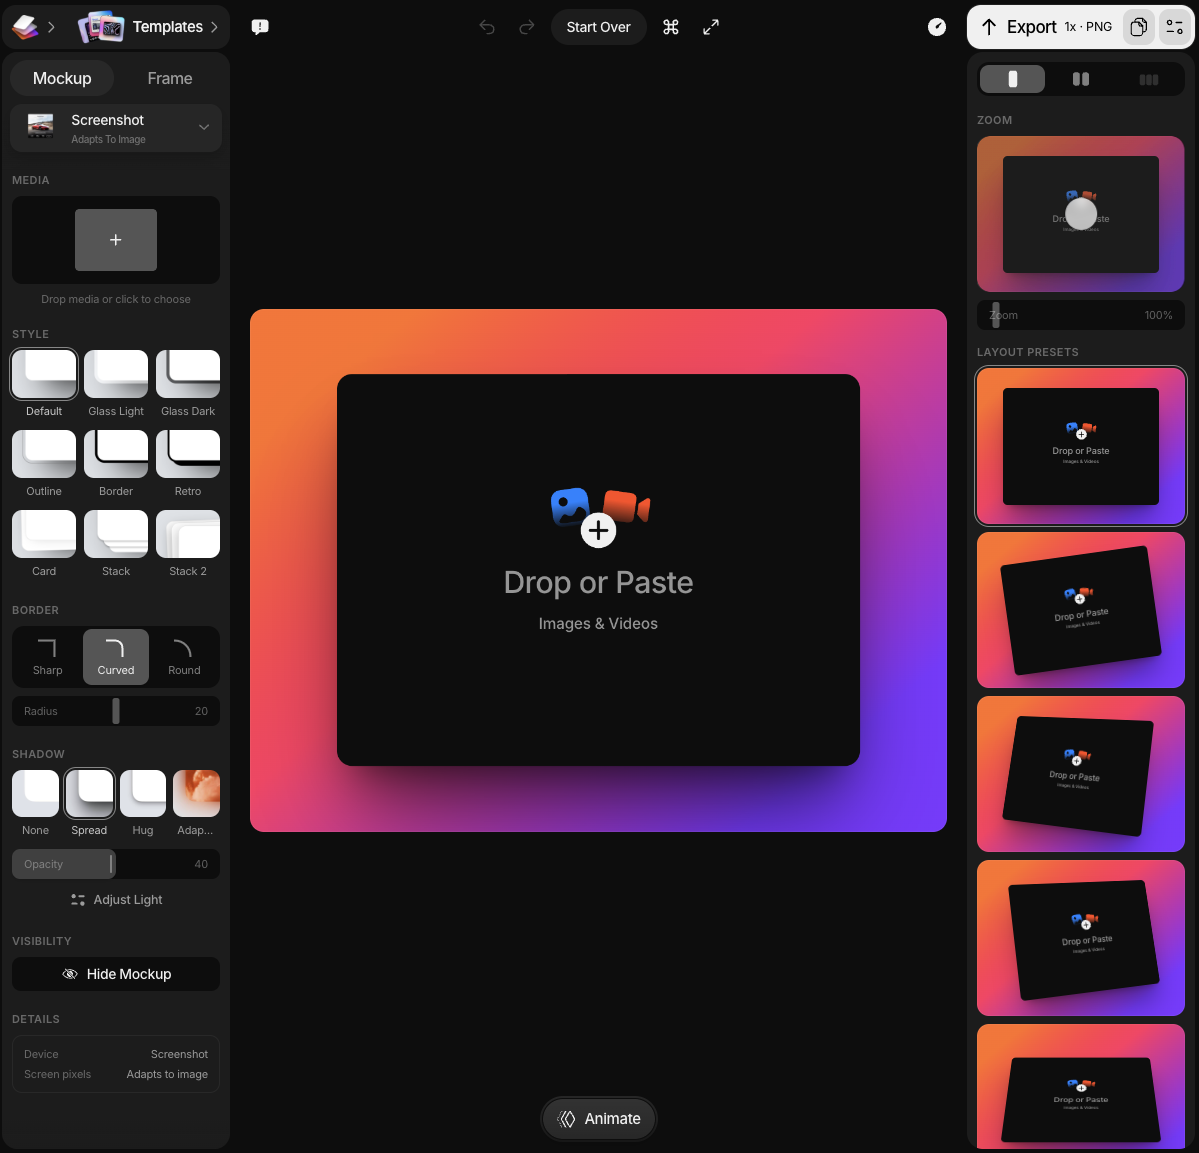 Templates
Start Over
Export 1x · PNG
Mockup Frame
Screenshot
Adapts To Image
MEDIA
Drop media or click to choose
STYLE
Default Glass Light Glass Dark
Outline Border Retro
Card Stack Stack 2
BORDER
Sharp Curved Round
Radius 20
SHADOW
None Spread Hug Adap...
Opacity 40
Adjust Light
VISIBILITY
Hide Mockup
DETAILS
Device Screenshot
Screen pixels Adapts to image
Drop or Paste
Images & Videos
Animate
ZOOM
Images & Videos
Zoom 100%
LAYOUT PRESETS
Drop or Paste
Images & Videos
Drop or Paste
Images & Videos
Drop or Paste
Images & Videos
Drop or Paste
Images & Videos
Drop or Paste
Images & Videos